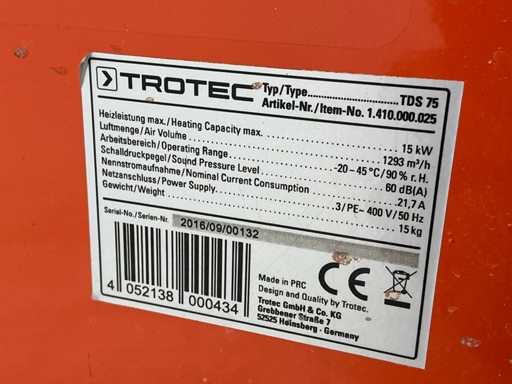 TROTEC
Typ/Type................................TDS 75
Artikel-Nr./Item-No. 1.410.000.025
Heizleistung max./Heating Capacity max. 15 kW
Luftmenge/Air Volume 1293 m³/h
Arbeitsbereich/Operating Range -20 – 45 °C/90 % r. H.
Schalldruckpegel/Sound Pressure Level 60 dB(A)
Nennstromaufnahme/Nominal Current Consumption 21,7 A
Netzanschluss/Power Supply 3/PE~ 400 V/50 Hz
Gewicht/Weight 15 kg
Serial-No./Serien-Nr. 2016/09/00132
4 052138 000434
Made in PRC
Design and Quality by Trotec.
Trotec GmbH & Co. KG
Grebbener Straße 7
52525 Heinsberg - Germany
CE